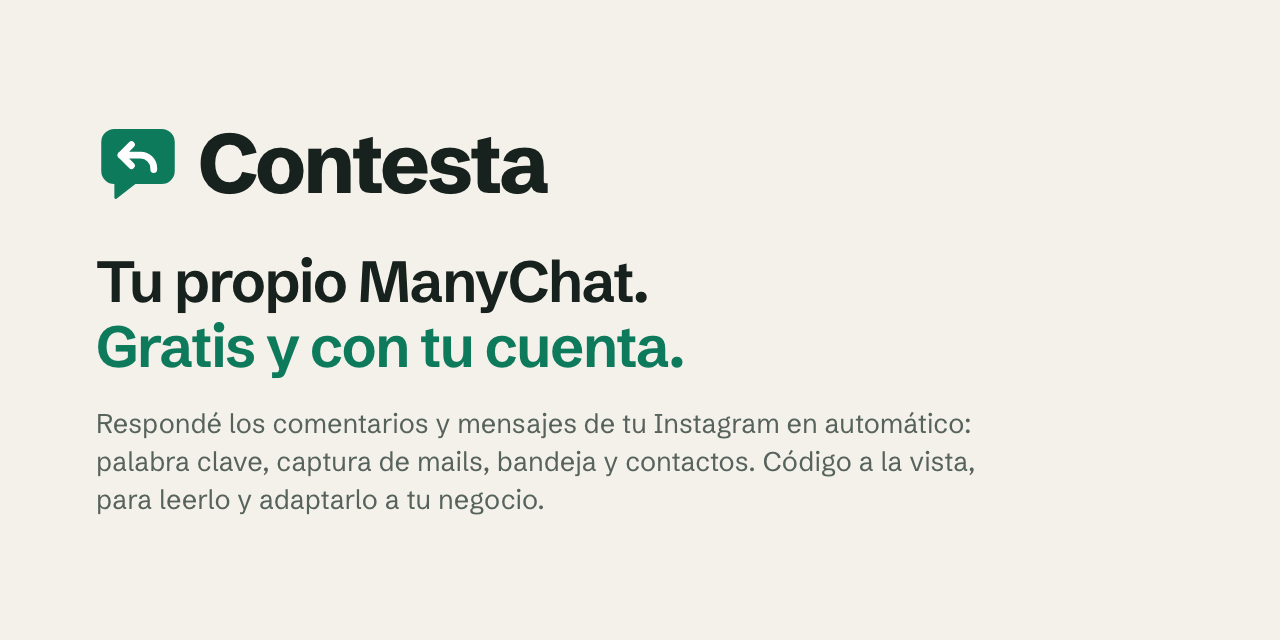 Contesta
Tu propio ManyChat.
Gratis y con tu cuenta.
Respondé los comentarios y mensajes de tu Instagram en automático:
palabra clave, captura de mails, bandeja y contactos. Código a la vista,
para leerlo y adaptarlo a tu negocio.